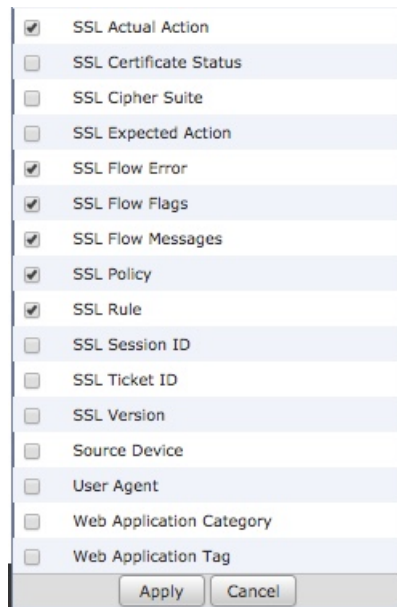 SSL Actual Action
SSL Certificate Status
SSL Cipher Suite
SSL Expected Action
SSL Flow Error
SSL Flow Flags
SSL Flow Messages
SSL Policy
SSL Rule
SSL Session ID
SSL Ticket ID
SSL Version
Source Device
User Agent
Web Application Category
Web Application Tag
Apply Cancel